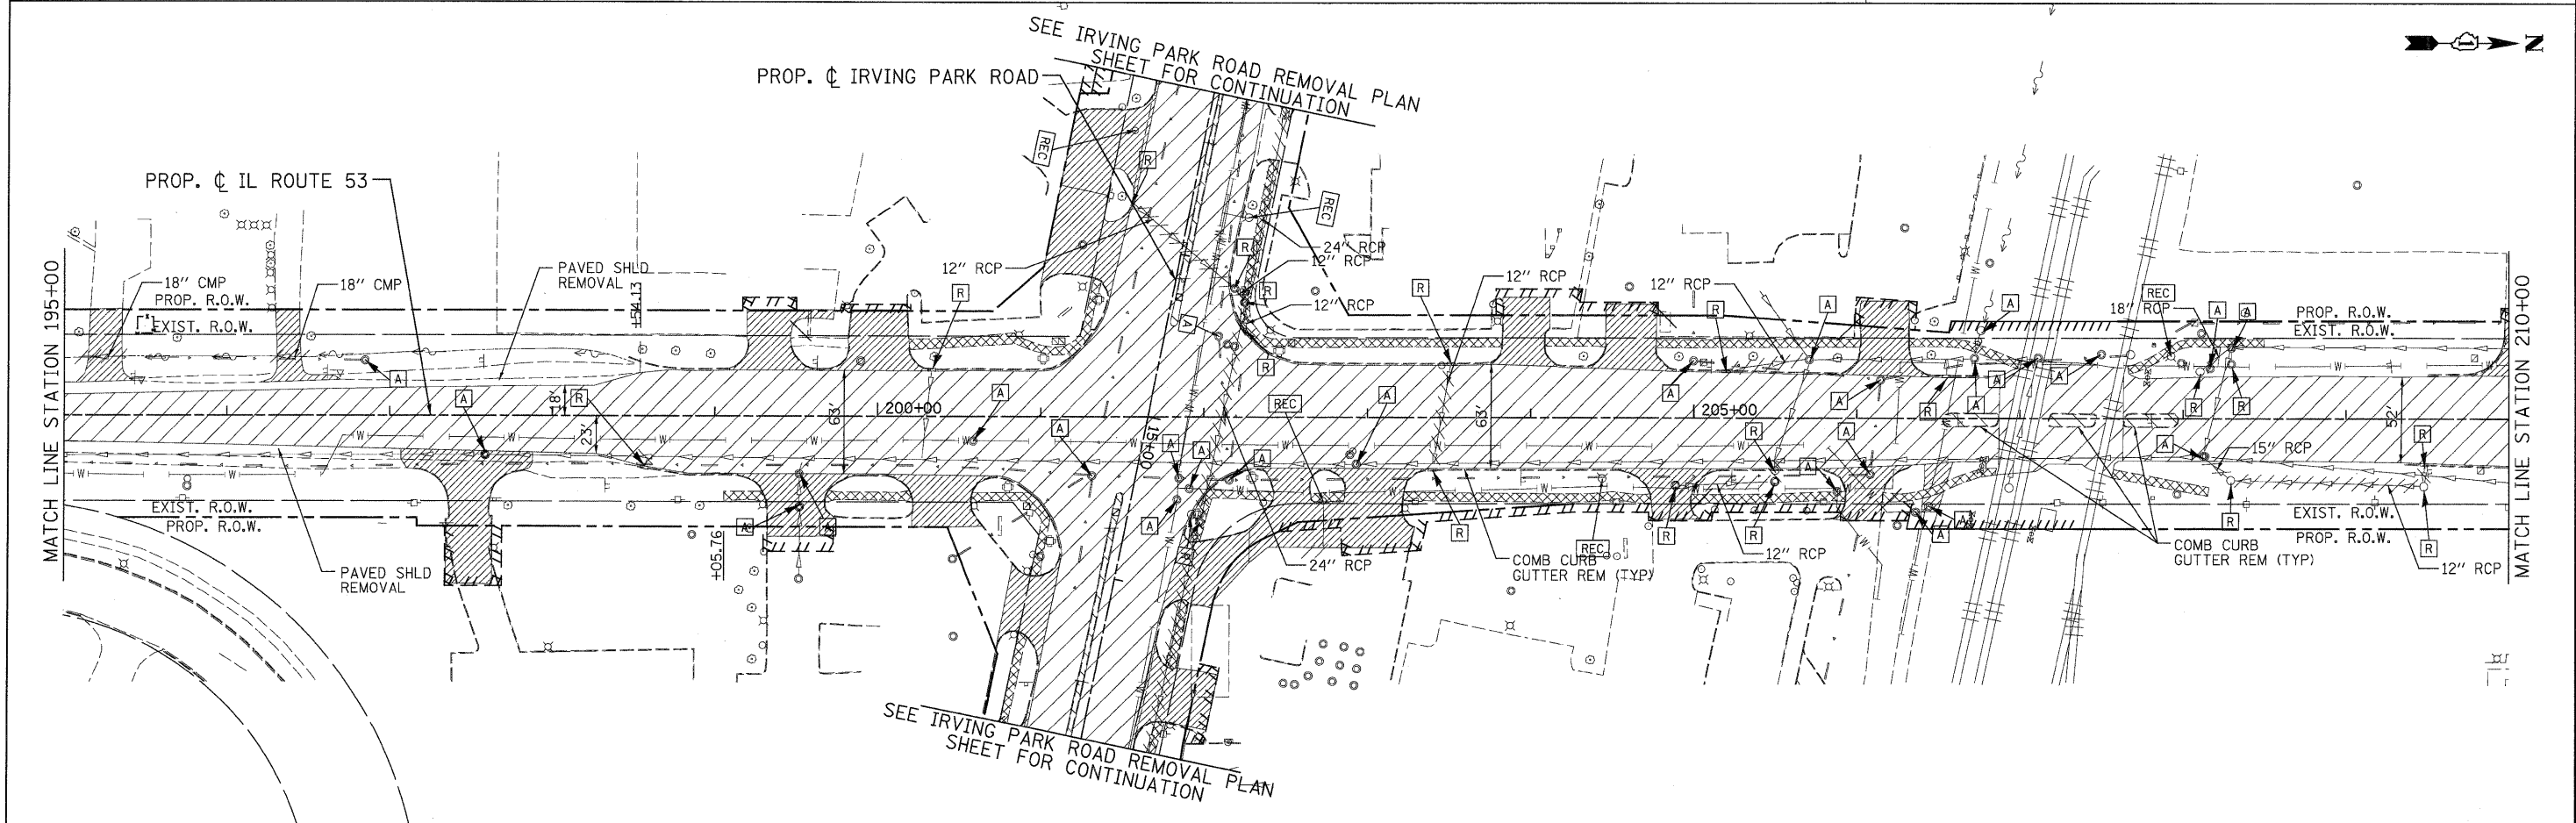 SEE IRVING PARK ROAD REMOVAL PLAN
SHEET FOR CONTINUATION
N
PROP. ℄ IRVING PARK ROAD
PROP. ℄ IL ROUTE 53
REC
R
REC
R
24" RCP
12" RCP
12" RCP
12" RCP
R
12" RCP
R
12" RCP
R
A
A
REC
18" RCP
A
A
PROP. R.O.W.
EXIST. R.O.W.
MATCH LINE STATION 195+00
18" CMP
PROP. R.O.W.
EXIST. R.O.W.
18" CMP
PAVED SHLD
REMOVAL
+54.13
12" RCP
R
A
R
A
A
R
18'
23'
63'
200+00
A
A
15+00
A
A
A
REC
A
63'
205+00
R
A
A
A
R
A
A
A
R
R
52'
A
15" RCP
R
MATCH LINE STATION 210+00
W
W
W
W
W
EXIST. R.O.W.
PROP. R.O.W.
PAVED SHLD
REMOVAL
+05.76
A
A
A
24" RCP
R
COMB CURB
GUTTER REM (TYP)
REC
R
R
12" RCP
A
A
COMB CURB
GUTTER REM (TYP)
R
EXIST. R.O.W.
PROP. R.O.W.
R
12" RCP
SEE IRVING PARK ROAD REMOVAL PLAN
SHEET FOR CONTINUATION